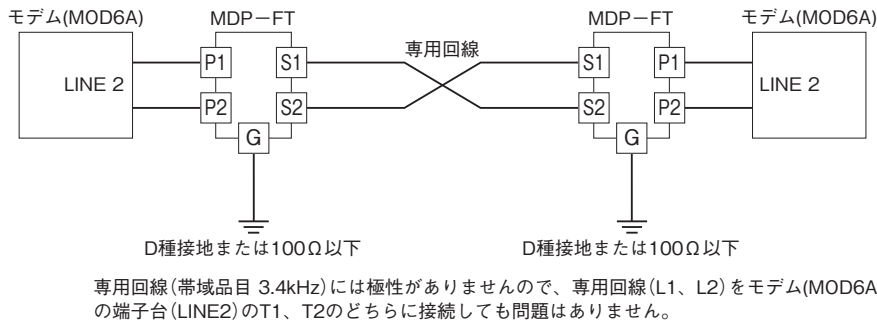 モデム(MOD6A)
MDP−FT
MDP−FT
モデム(MOD6A)
専用回線
LINE 2
P1
S1
S1
P1
LINE 2
P2
S2
S2
P2
G
G
D種接地または100Ω以下
D種接地または100Ω以下
専用回線(帯域品目 3.4kHz)には極性がありませんので、専用回線(L1、L2)をモデム(MOD6A
の端子台(LINE2)のT1、T2のどちらに接続しても問題はありません。